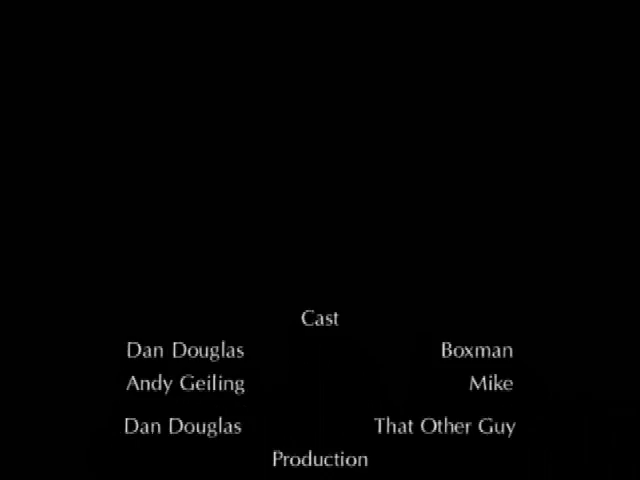 Cast
Dan Douglas Boxman
Andy Geiling Mike
Dan Douglas That Other Guy
Production